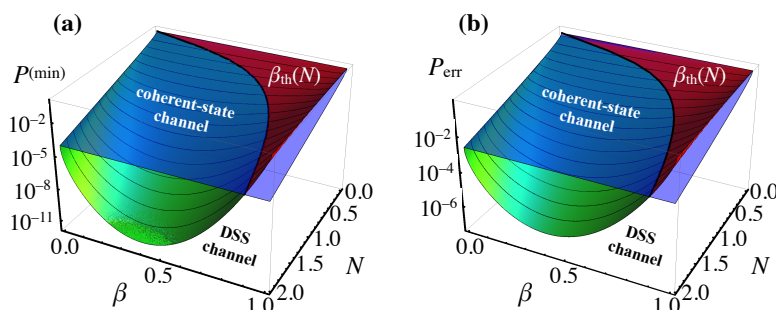 (a)
P(min)
10⁻²
10⁻⁵
10⁻⁸
10⁻¹¹
coherent-state
channel
βth(N)
DSS
channel
0.0
0.5
1.0
β
0.0
0.5
1.0
1.5
2.0
N
(b)
Perr
10⁻²
10⁻⁴
10⁻⁶
coherent-state
channel
βth(N)
DSS
channel
0.0
0.5
1.0
β
0.0
0.5
1.0
1.5
2.0
N